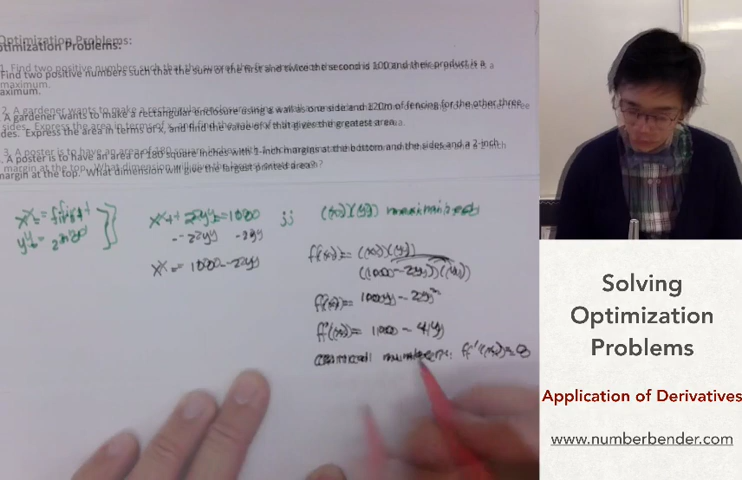 Optimization Problems:
1. Find two positive numbers such that the sum of the first and twice the second is 100 and their product is a
maximum.
2. A gardener wants to make a rectangular enclosure using a wall as one side and 120m of fencing for the other three
sides. Express the area in terms of x, and find the value of x that gives the greatest area.
3. A poster is to have an area of 180 square inches with 1-inch margins at the bottom and the sides and a 2-inch
margin at the top. What dimension will give the largest printed area?
x = first
y = 2nd
x + 2y = 100 ; (x)(y) maximized
-2y -2y
x = 100 - 2y
f(x) = (x)(y)
(100 - 2y)(y)
f(x) = 100y - 2y²
f'(x) = 100 - 4y
critical numbers: f'(x) = 0
Solving
Optimization
Problems
Application of Derivatives
www.numberbender.com